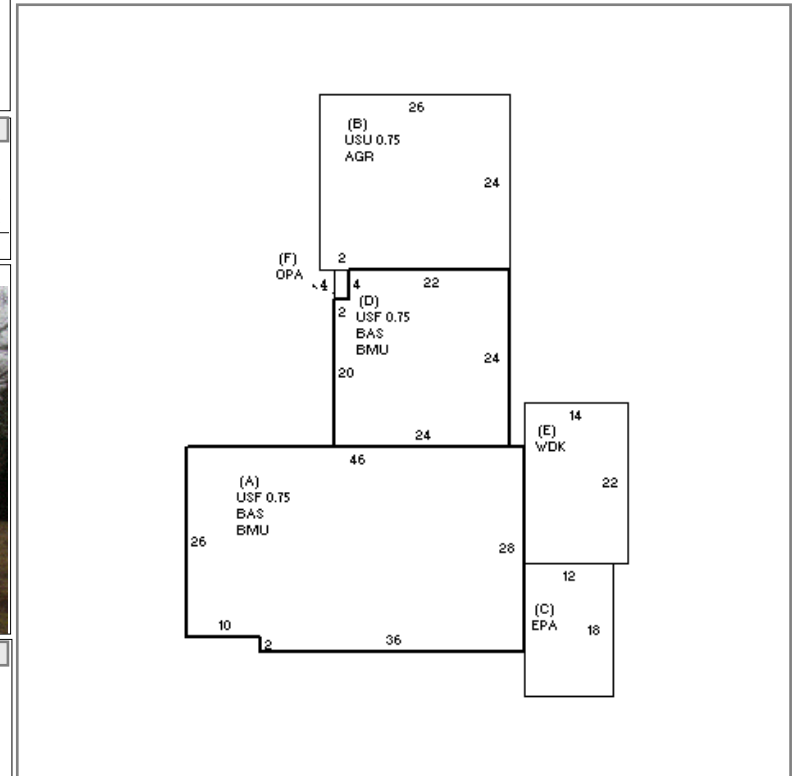 26
(B)
USU 0.75
AGR
24
2
(F)
OPA
4
4
22
(D)
2
USF 0.75
BAS
BMU
24
20
24
14
(E)
WDK
22
46
(A)
USF 0.75
BAS
BMU
26
28
12
(C)
EPA
18
10
2
36